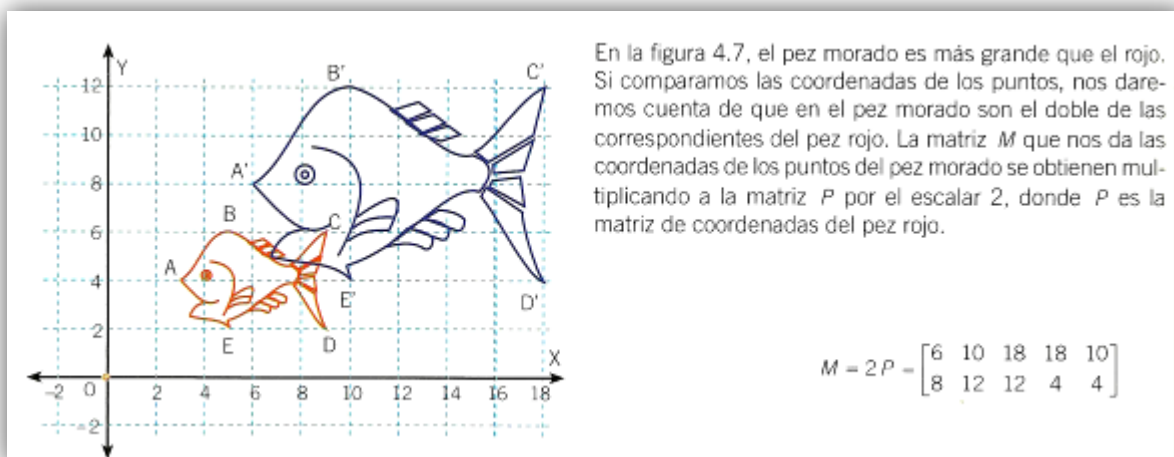 En la figura 4.7, el pez morado es más grande que el rojo.
Si comparamos las coordenadas de los puntos, nos dare-
mos cuenta de que en el pez morado son el doble de las
correspondientes del pez rojo. La matriz M que nos da las
coordenadas de los puntos del pez morado se obtienen mul-
tiplicando a la matriz P por el escalar 2, donde P es la
matriz de coordenadas del pez rojo.
M = 2P = [6 10 18 18 10]
[8 12 12 4 4]
Y
12
B'
C'
10
A'
8
B
C
6
A
4
E'
D'
2
E
D
X
-2 0 2 4 6 8 10 12 14 16 18
-2